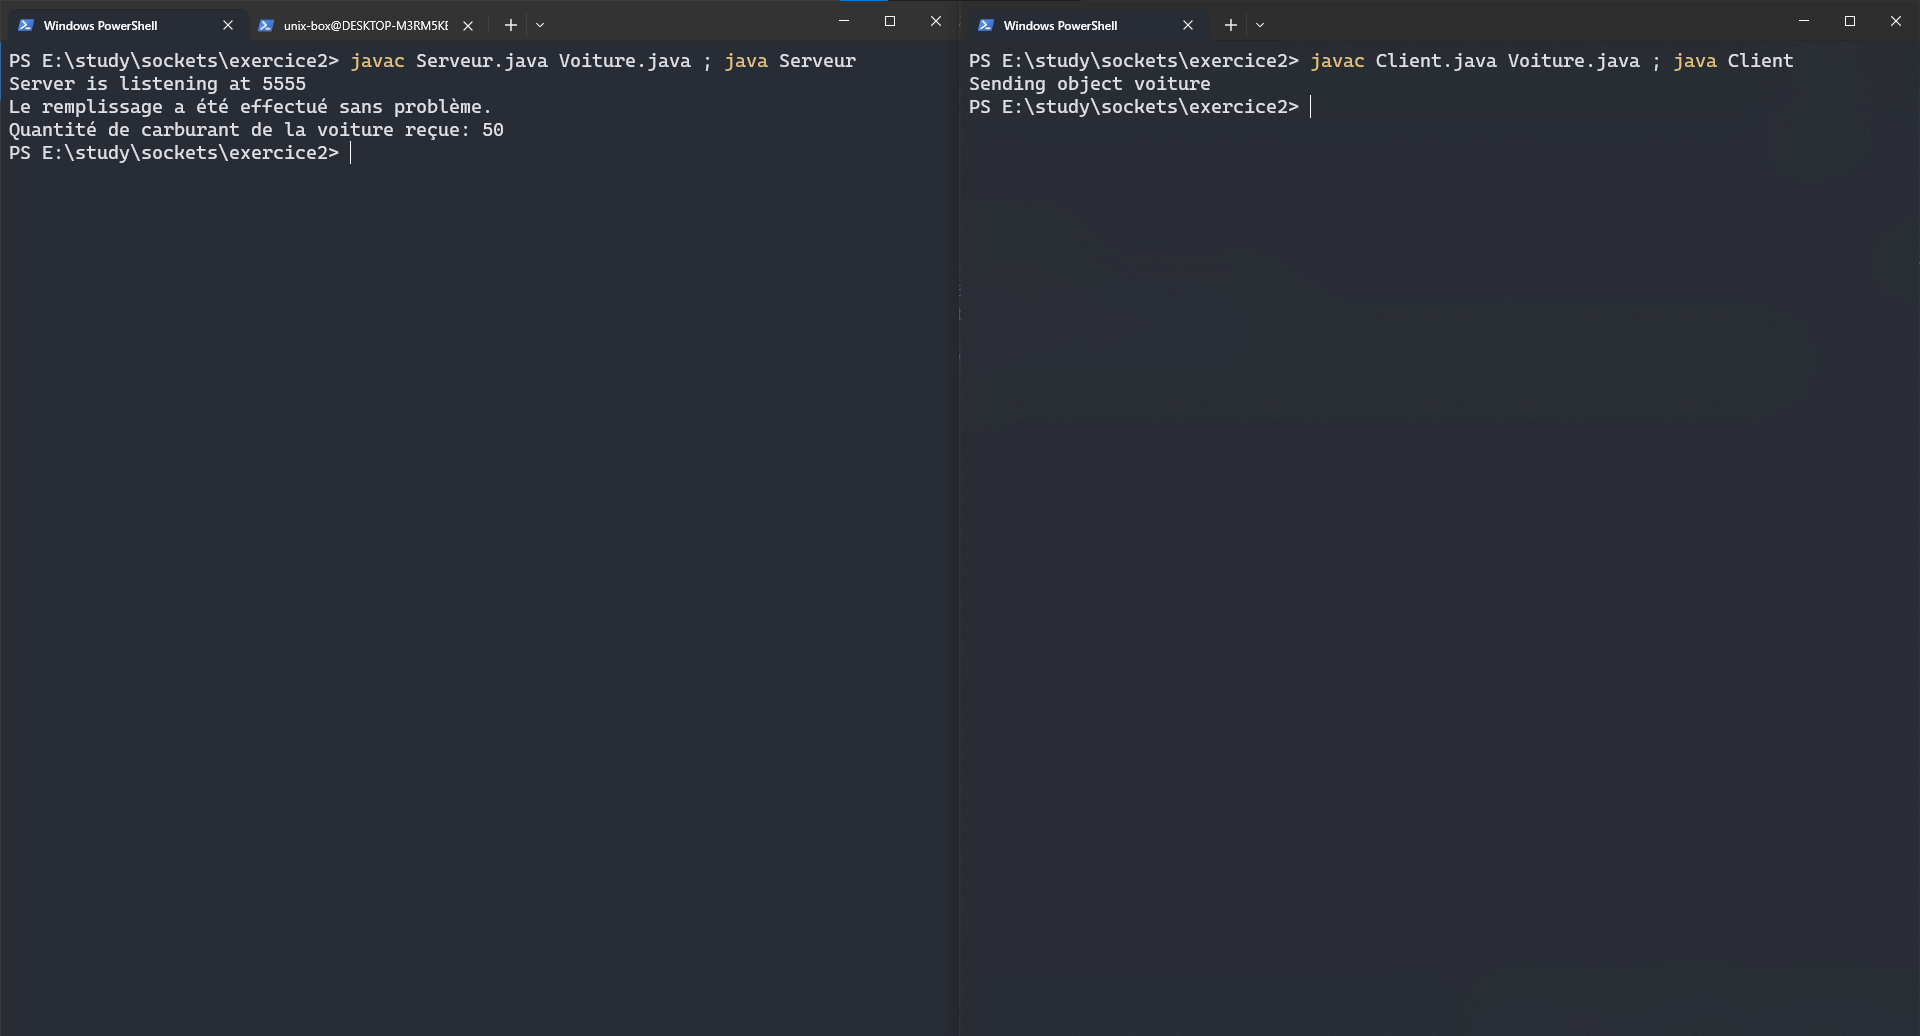 Windows PowerShell
unix-box@DESKTOP-M3RM5KE
PS E:\study\sockets\exercice2> javac Serveur.java Voiture.java ; java Serveur
Server is listening at 5555
Le remplissage a été effectué sans problème.
Quantité de carburant de la voiture reçue: 50
PS E:\study\sockets\exercice2>
Windows PowerShell
PS E:\study\sockets\exercice2> javac Client.java Voiture.java ; java Client
Sending object voiture
PS E:\study\sockets\exercice2>